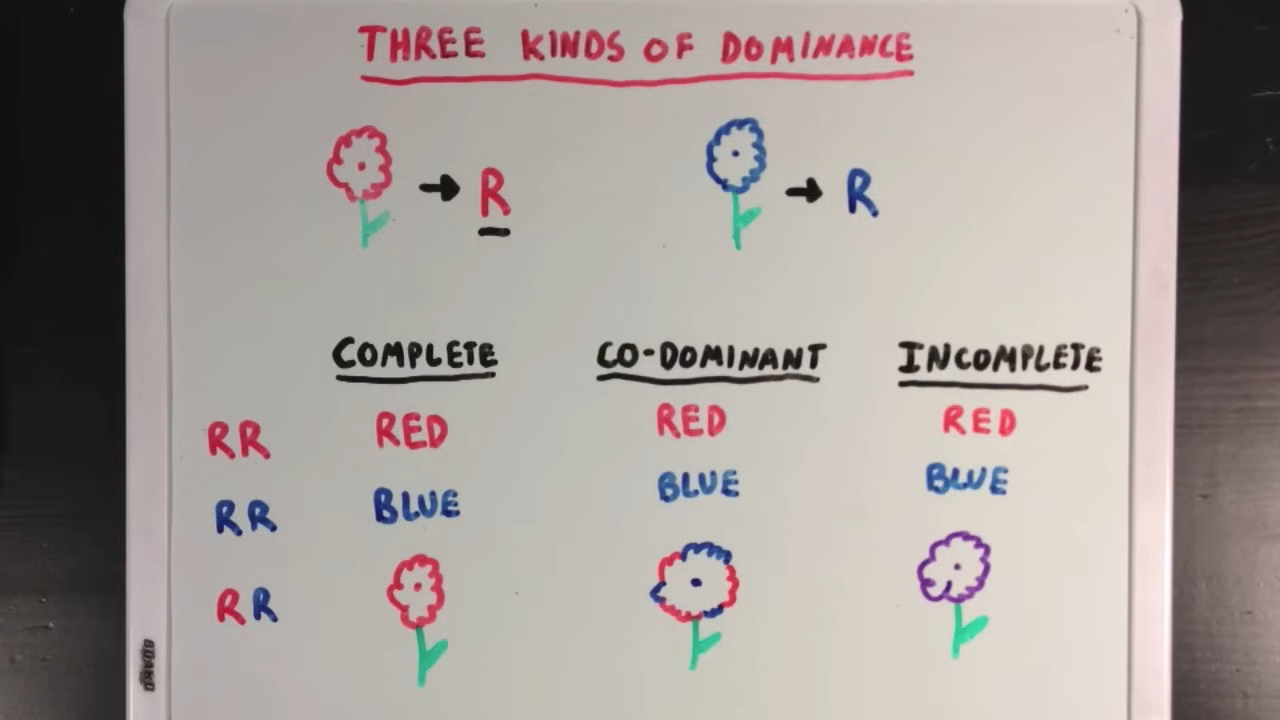 THREE KINDS OF DOMINANCE
R R
COMPLETE CO-DOMINANT INCOMPLETE
RR RED RED RED
RR BLUE BLUE BLUE
RR